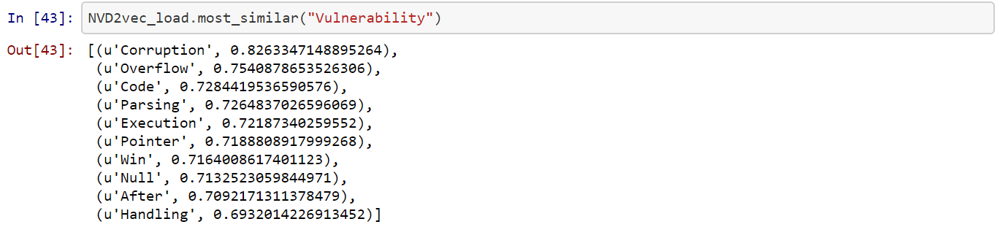 In [43]: NVD2vec_load.most_similar("Vulnerability")
Out[43]: [(u'Corruption', 0.8263347148895264),
(u'Overflow', 0.7540878653526306),
(u'Code', 0.7284419536590576),
(u'Parsing', 0.7264837026596069),
(u'Execution', 0.72187340259552),
(u'Pointer', 0.7188808917999268),
(u'Win', 0.7164008617401123),
(u'Null', 0.7132523059844971),
(u'After', 0.7092171311378479),
(u'Handling', 0.6932014226913452)]